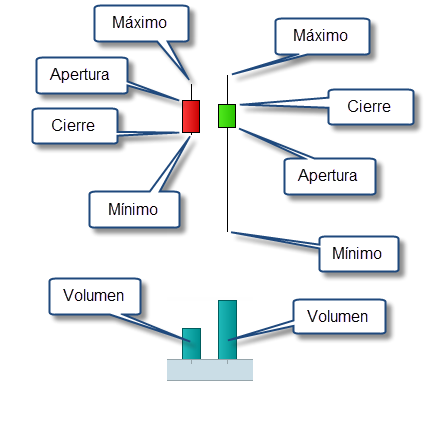 Máximo
Máximo
Apertura
Cierre
Cierre
Apertura
Mínimo
Mínimo
Volumen
Volumen